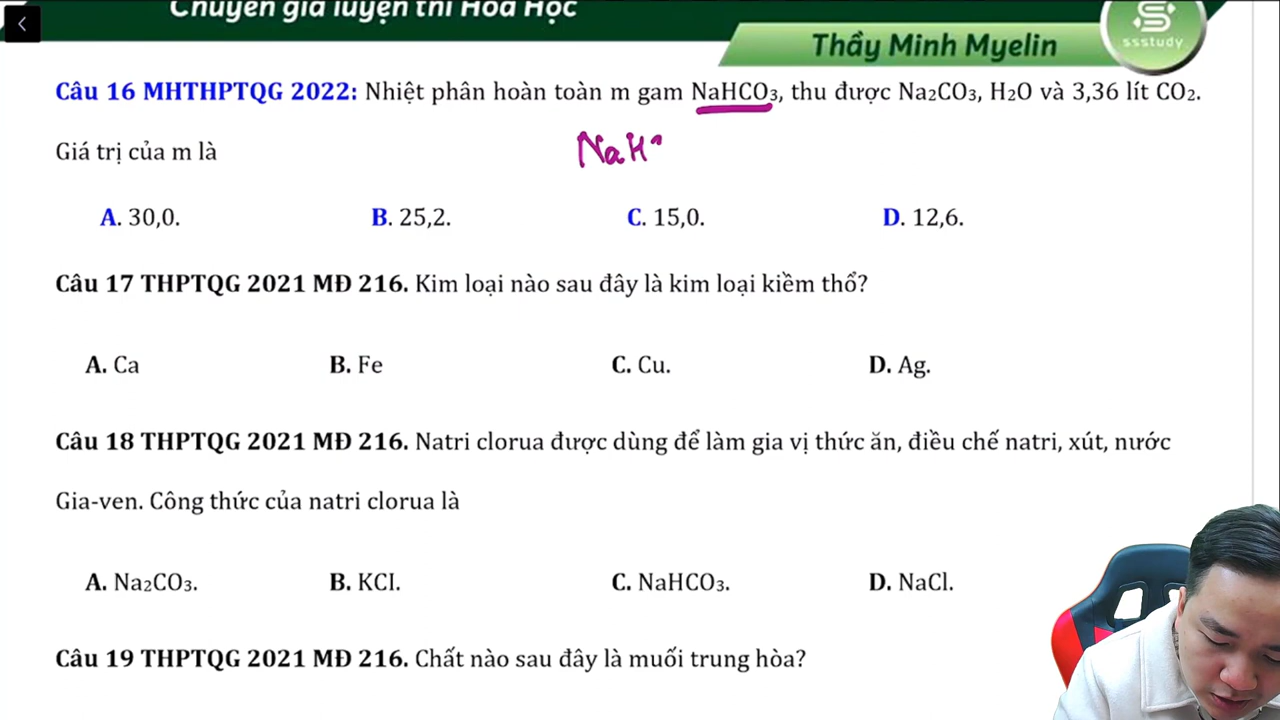 Chuyên gia luyện thi Hóa Học
Thầy Minh Myelin
ssstudy
Câu 16 MHTHPTQG 2022: Nhiệt phân hoàn toàn m gam NaHCO₃, thu được Na₂CO₃, H₂O và 3,36 lít CO₂.
Giá trị của m là
NaH
A. 30,0. B. 25,2. C. 15,0. D. 12,6.
Câu 17 THPTQG 2021 MĐ 216. Kim loại nào sau đây là kim loại kiềm thổ?
A. Ca B. Fe C. Cu. D. Ag.
Câu 18 THPTQG 2021 MĐ 216. Natri clorua được dùng để làm gia vị thức ăn, điều chế natri, xút, nước
Gia-ven. Công thức của natri clorua là
A. Na₂CO₃. B. KCI. C. NaHCO₃. D. NaCl.
Câu 19 THPTQG 2021 MĐ 216. Chất nào sau đây là muối trung hòa?